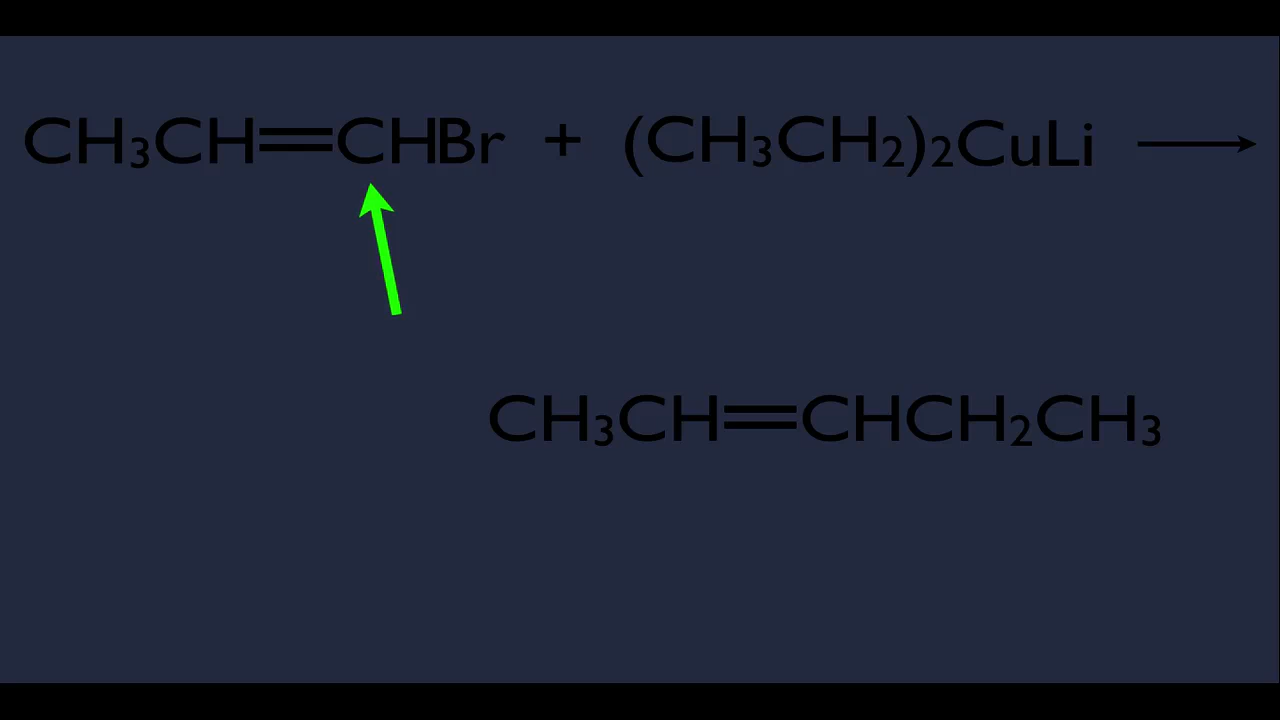 CH₃CH=CHBr + (CH₃CH₂)₂CuLi ⟶
CH₃CH=CHCH₂CH₃